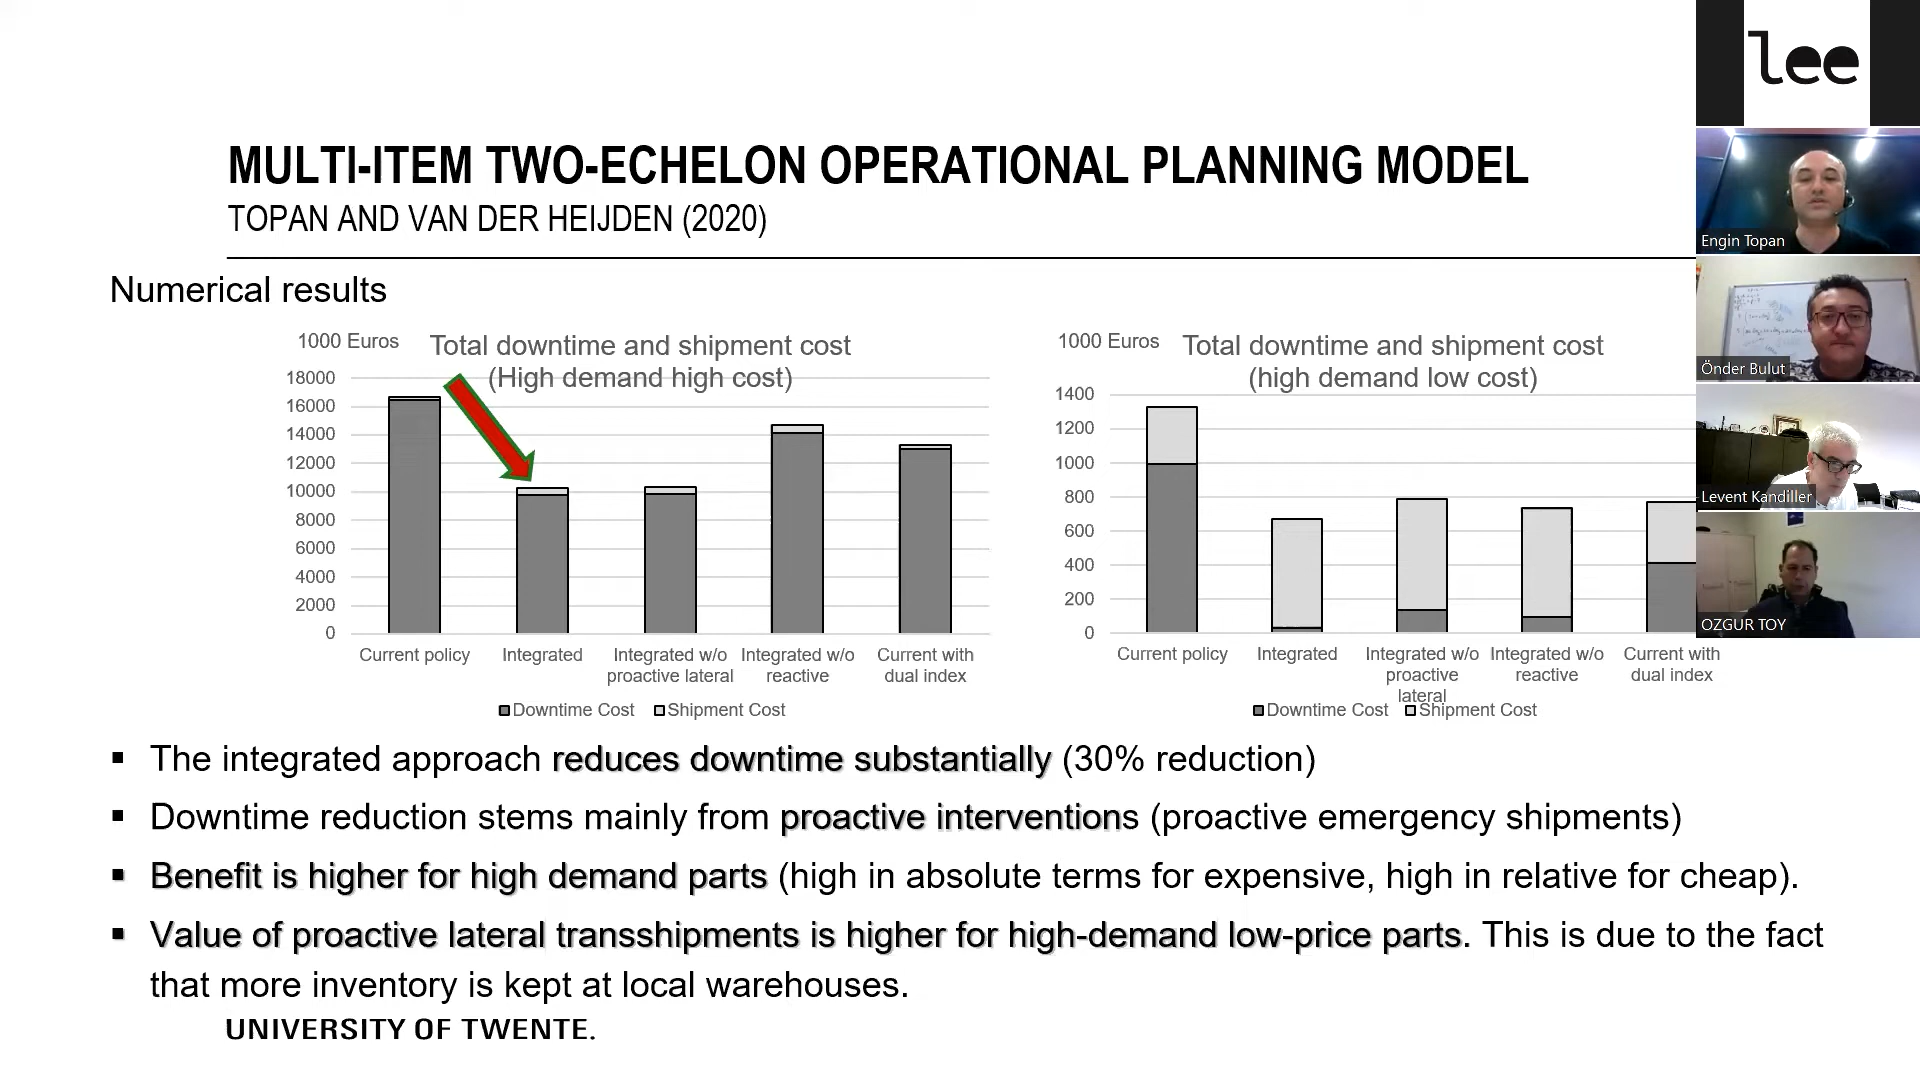 lee
MULTI-ITEM TWO-ECHELON OPERATIONAL PLANNING MODEL
TOPAN AND VAN DER HEIJDEN (2020)
Engin Topan
Önder Bulut
Levent Kandiller
OZGUR TOY
Numerical results
1000 Euros
Total downtime and shipment cost
(High demand high cost)
18000
16000
14000
12000
10000
8000
6000
4000
2000
0
Current policy
Integrated
Integrated w/o
proactive lateral
Integrated w/o
reactive
Current with
dual index
Downtime Cost
Shipment Cost
1000 Euros
Total downtime and shipment cost
(high demand low cost)
1400
1200
1000
800
600
400
200
0
Current policy
Integrated
Integrated w/o
proactive
lateral
Integrated w/o
reactive
Current with
dual index
Downtime Cost
Shipment Cost
▪ The integrated approach reduces downtime substantially (30% reduction)
▪ Downtime reduction stems mainly from proactive interventions (proactive emergency shipments)
▪ Benefit is higher for high demand parts (high in absolute terms for expensive, high in relative for cheap).
▪ Value of proactive lateral transshipments is higher for high-demand low-price parts. This is due to the fact
that more inventory is kept at local warehouses.
UNIVERSITY OF TWENTE.